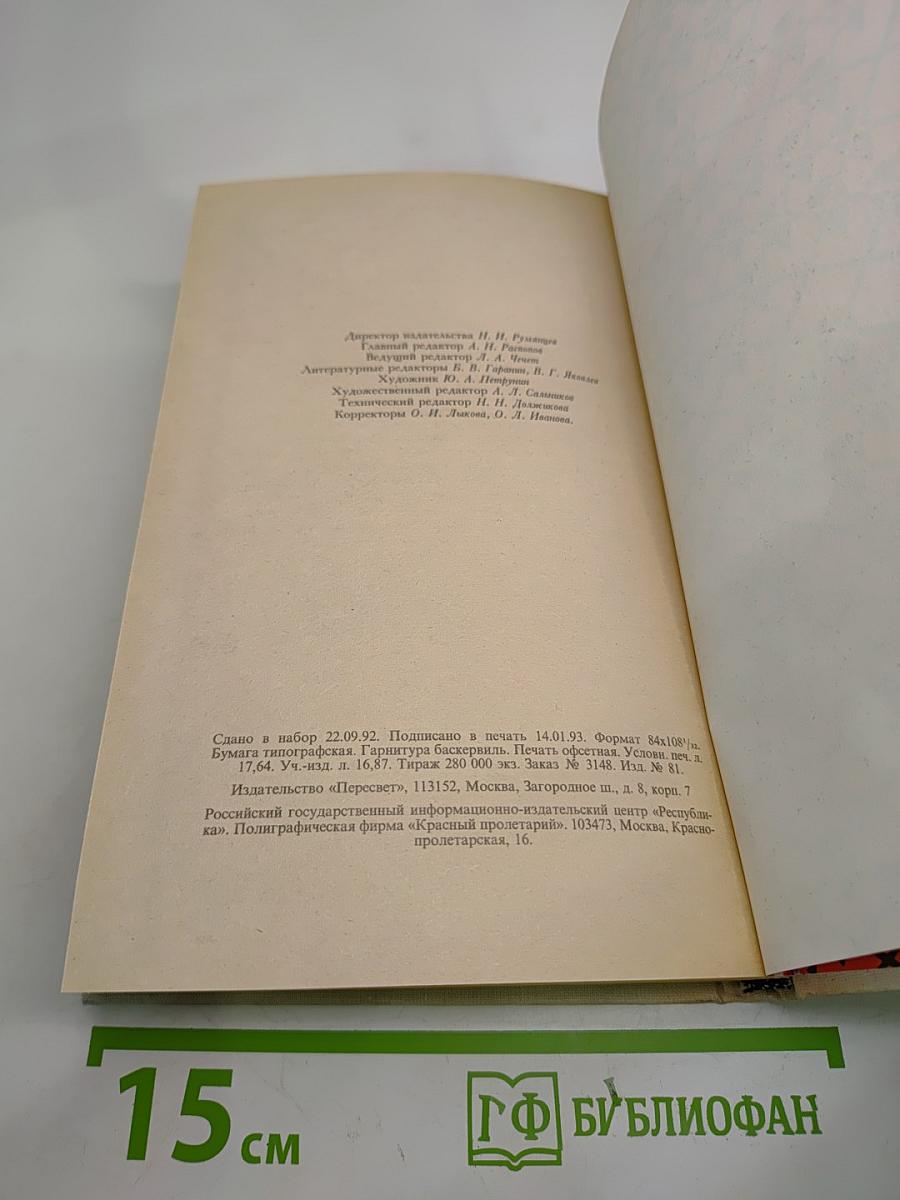 Директор издательства Н. И. Румянцев
Главный редактор А. Н. Распопов
Ведущий редактор Л. А. Чечет
Литературные редакторы Б. В. Гаранин, В. Г. Яковлев
Художник Ю. А. Петрунин
Художественный редактор А. Л. Сальников
Технический редактор Н. Н. Должикова
Корректоры О. И. Лыкова, О. Л. Иванова.
Сдано в набор 22.09.92. Подписано в печать 14.01.93. Формат 84х108¹/₃₂.
Бумага типографская. Гарнитура баскервиль. Печать офсетная. Условн. печ. л.
17,64. Уч.-изд. л. 16,87. Тираж 280 000 экз. Заказ № 3148. Изд. № 81.
Издательство «Пересвет», 113152, Москва, Загородное ш., д. 8, корп. 7
Российский государственный информационно-издательский центр «Республи-
ка». Полиграфическая фирма «Красный пролетарий». 103473, Москва, Красно-
пролетарская, 16.
15 см
БФ БИБЛИОФАН